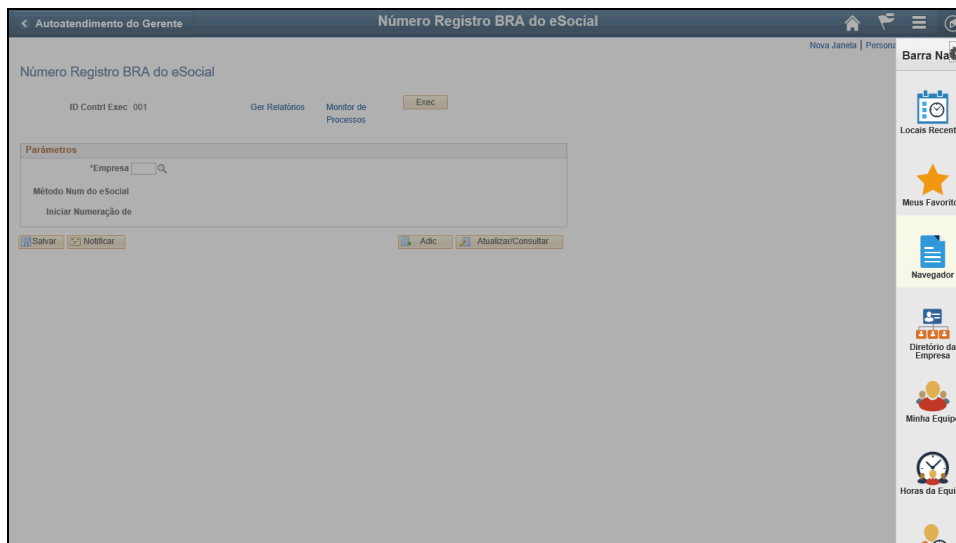 Autoatendimento do Gerente
Número Registro BRA do eSocial
Nova Janela | Persona
Barra Na
Número Registro BRA do eSocial
ID Contrl Exec 001 Ger Relatórios Monitor de Processos Exec
Parâmetros
*Empresa
Método Num do eSocial
Iniciar Numeração de
Salvar Notificar Adic Atualizar/Consultar
Locais Recent
Meus Favorito
Navegador
Diretório da
Empresa
Minha Equip
Horas da Equi